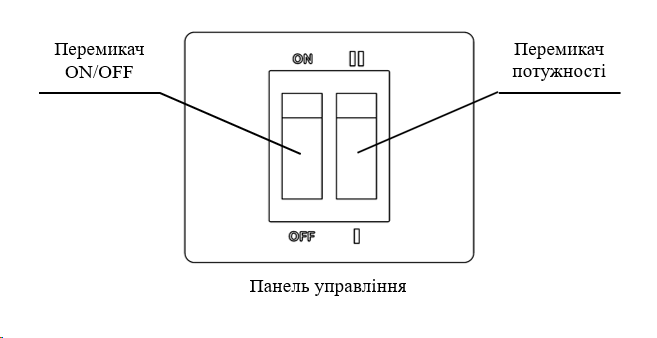 Перемикач
ON/OFF
Перемикач
потужності
ON II
OFF I
Панель управління